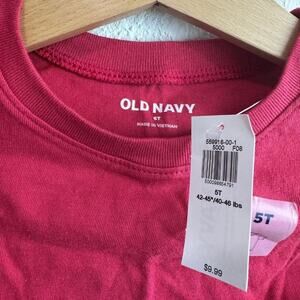 OLD NAVY
5T
MADE IN VIETNAM
559916-00-1
5000 F08
5T
42-45"/40-46 lbs
5T
$9.99